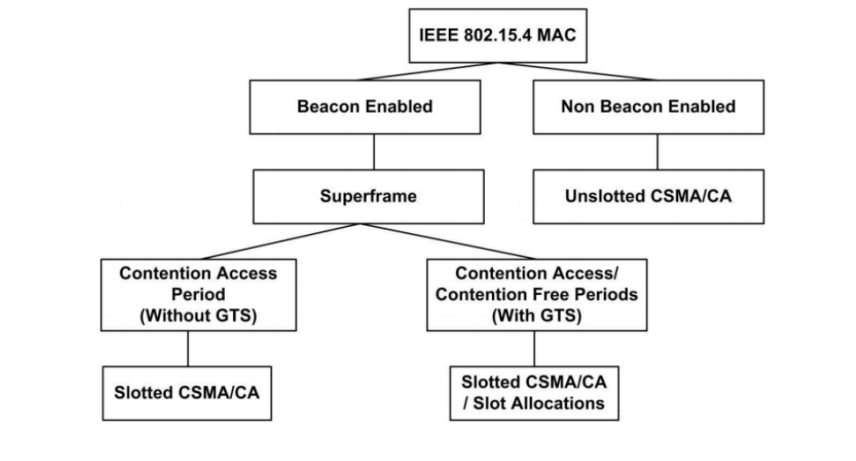 IEEE 802.15.4 MAC
Beacon Enabled
Non Beacon Enabled
Superframe
Unslotted CSMA/CA
Contention Access
Period
(Without GTS)
Contention Access/
Contention Free Periods
(With GTS)
Slotted CSMA/CA
Slotted CSMA/CA
/ Slot Allocations